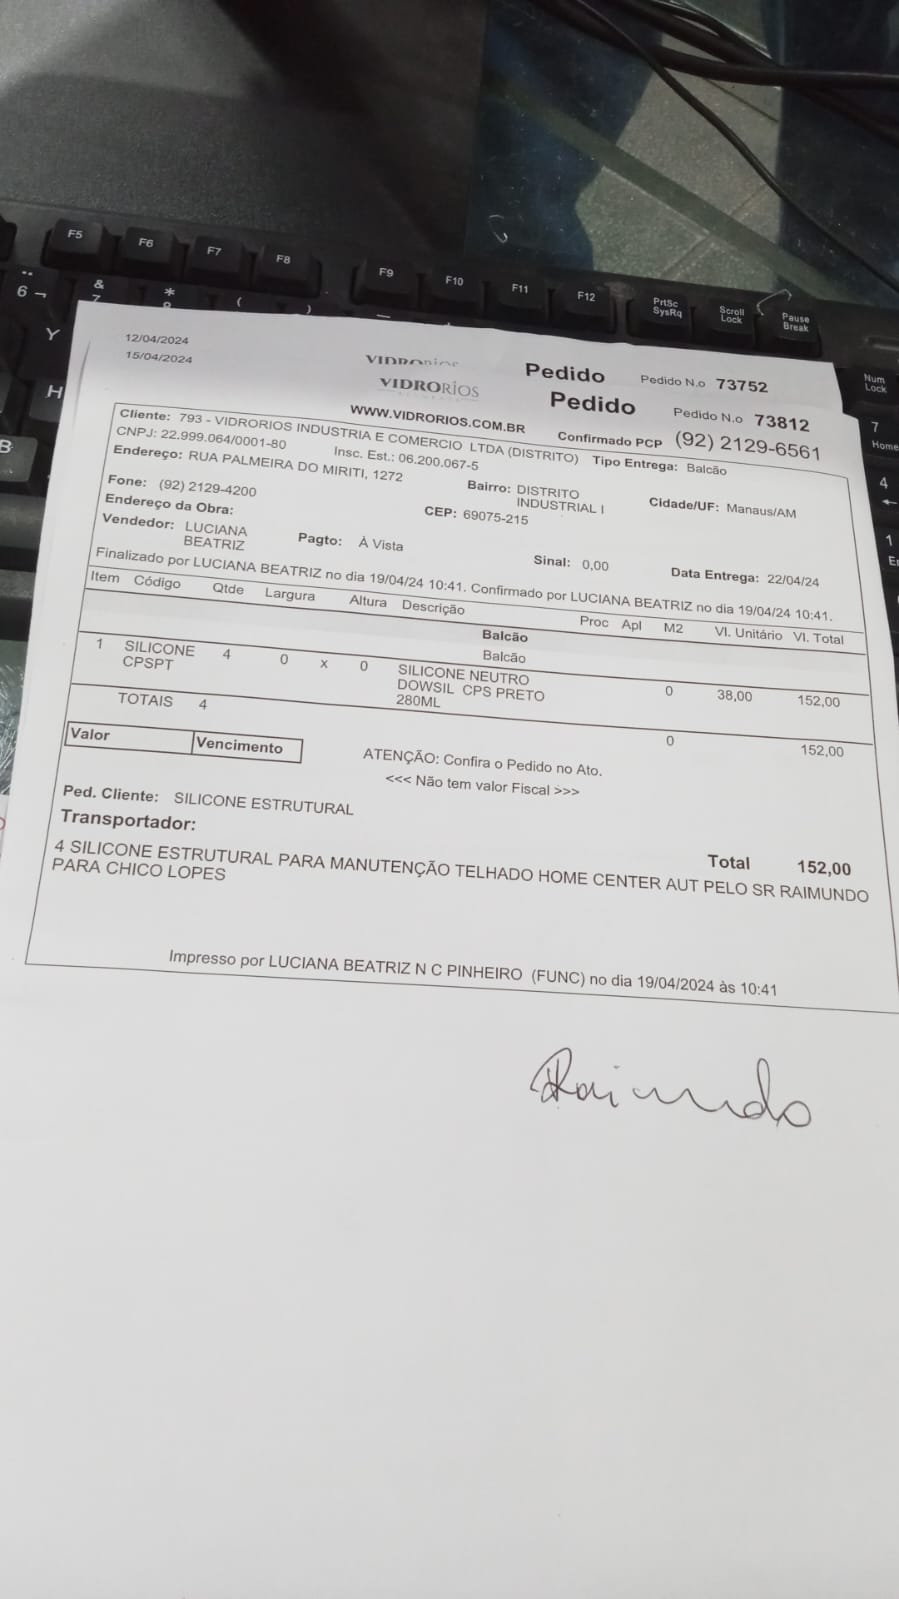 F5 F6 F7 F8 F9 F10 F11 F12 PrtSc SysRq Scroll Lock Pause Break
6 ¬ & 7 * ( ) Num Lock
Y
H
B
7 Home
4
1
12/04/2024 VIDRORIOS Pedido Pedido N.o 73752
15/04/2024 VIDRORIOS Pedido Pedido N.o 73812
WWW.VIDRORIOS.COM.BR Confirmado PCP (92) 2129-6561
Cliente: 793 - VIDRORIOS INDUSTRIA E COMERCIO LTDA (DISTRITO) Tipo Entrega: Balcão
CNPJ: 22.999.064/0001-80 Insc. Est.: 06.200.067-5
Endereço: RUA PALMEIRA DO MIRITI, 1272 Bairro: DISTRITO INDUSTRIAL I Cidade/UF: Manaus/AM
Fone: (92) 2129-4200 CEP: 69075-215
Endereço da Obra:
Vendedor: LUCIANA BEATRIZ Pagto: À Vista Sinal: 0,00 Data Entrega: 22/04/24
Finalizado por LUCIANA BEATRIZ no dia 19/04/24 10:41. Confirmado por LUCIANA BEATRIZ no dia 19/04/24 10:41.
Item Código Qtde Largura Altura Descrição Proc Apl M2 Vl. Unitário Vl. Total
Balcão
Balcão
1 SILICONE 4 0 x 0 SILICONE NEUTRO 0 38,00 152,00
CPSPT DOWSIL CPS PRETO
280ML
TOTAIS 4 0 152,00
Valor Vencimento
ATENÇÃO: Confira o Pedido no Ato.
<<< Não tem valor Fiscal >>>
Ped. Cliente: SILICONE ESTRUTURAL
Transportador:
Total 152,00
4 SILICONE ESTRUTURAL PARA MANUTENÇÃO TELHADO HOME CENTER AUT PELO SR RAIMUNDO
PARA CHICO LOPES
Impresso por LUCIANA BEATRIZ N C PINHEIRO (FUNC) no dia 19/04/2024 às 10:41
Raimundo